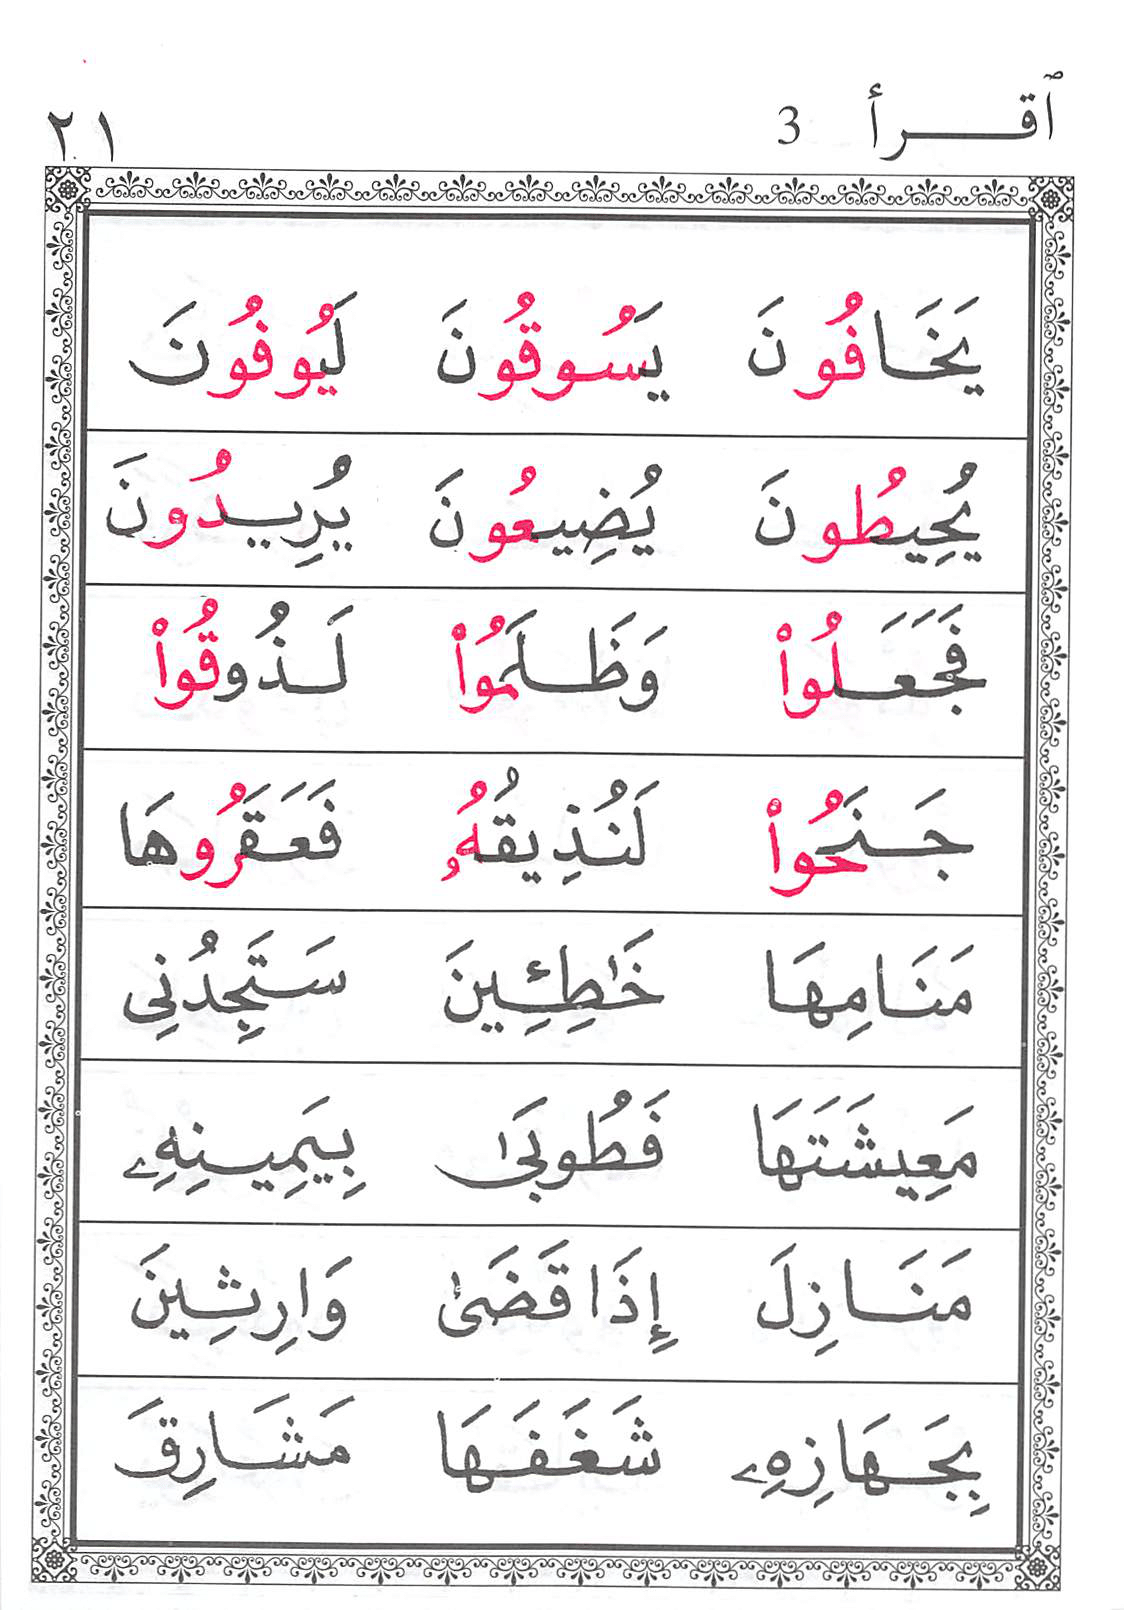 ٱقـــرأ 3 ٢١
يَخَافُونَ يَسُوقُونَ لَيُوفُونَ
يُحِيطُونَ يُضِيعُونَ يُرِيدُونَ
فَجَعَلُواْ وَظَلَمُواْ لَذُوقُواْ
جَنَحُواْ لَنُذِيقُهُۥ فَعَقَرُوهَا
مَنَامِهَا خَٰطِـِٔينَ سَتَجِدُنِى
مَعِيشَتَهَا فَطُوبَىٰ بِيَمِينِهِۦ
مَنَازِلَ إِذَا قَضَىٰ وَارِثِينَ
بِجَهَازِهِۦ شَغَفَهَا مَشَارِقَ